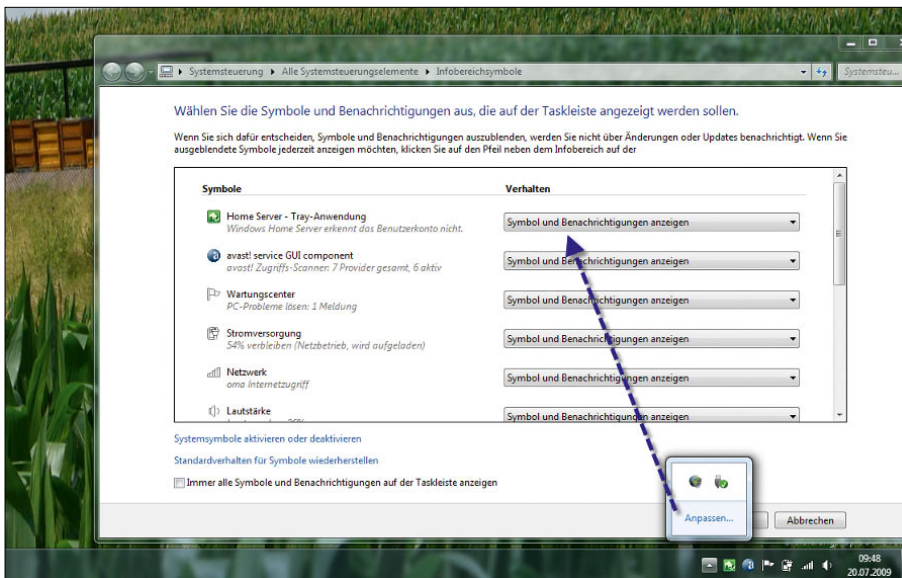 Systemsteuerung
Alle Systemsteuerungselemente
Infobereichsymbole
Systemsteu...
Wählen Sie die Symbole und Benachrichtigungen aus, die auf der Taskleiste angezeigt werden sollen.
Wenn Sie sich dafür entscheiden, Symbole und Benachrichtigungen auszublenden, werden Sie nicht über Änderungen oder Updates benachrichtigt. Wenn Sie
ausgeblendete Symbole jederzeit anzeigen möchten, klicken Sie auf den Pfeil neben dem Infobereich auf der
Symbole Verhalten
Home Server - Tray-Anwendung
Windows Home Server erkennt das Benutzerkonto nicht.
Symbol und Benachrichtigungen anzeigen
avast! service GUI component
avast! Zugriffs-Scanner: 7 Provider gesamt, 6 aktiv
Symbol und Benachrichtigungen anzeigen
Wartungscenter
PC-Probleme lösen: 1 Meldung
Symbol und Benachrichtigungen anzeigen
Stromversorgung
54% verbleiben (Netzbetrieb, wird aufgeladen)
Symbol und Benachrichtigungen anzeigen
Netzwerk
oma Internetzugriff
Symbol und Benachrichtigungen anzeigen
Lautstärke
Symbol und Benachrichtigungen anzeigen
Systemsymbole aktivieren oder deaktivieren
Standardverhalten für Symbole wiederherstellen
Immer alle Symbole und Benachrichtigungen auf der Taskleiste anzeigen
Anpassen...
Abbrechen
09:48
20.07.2009